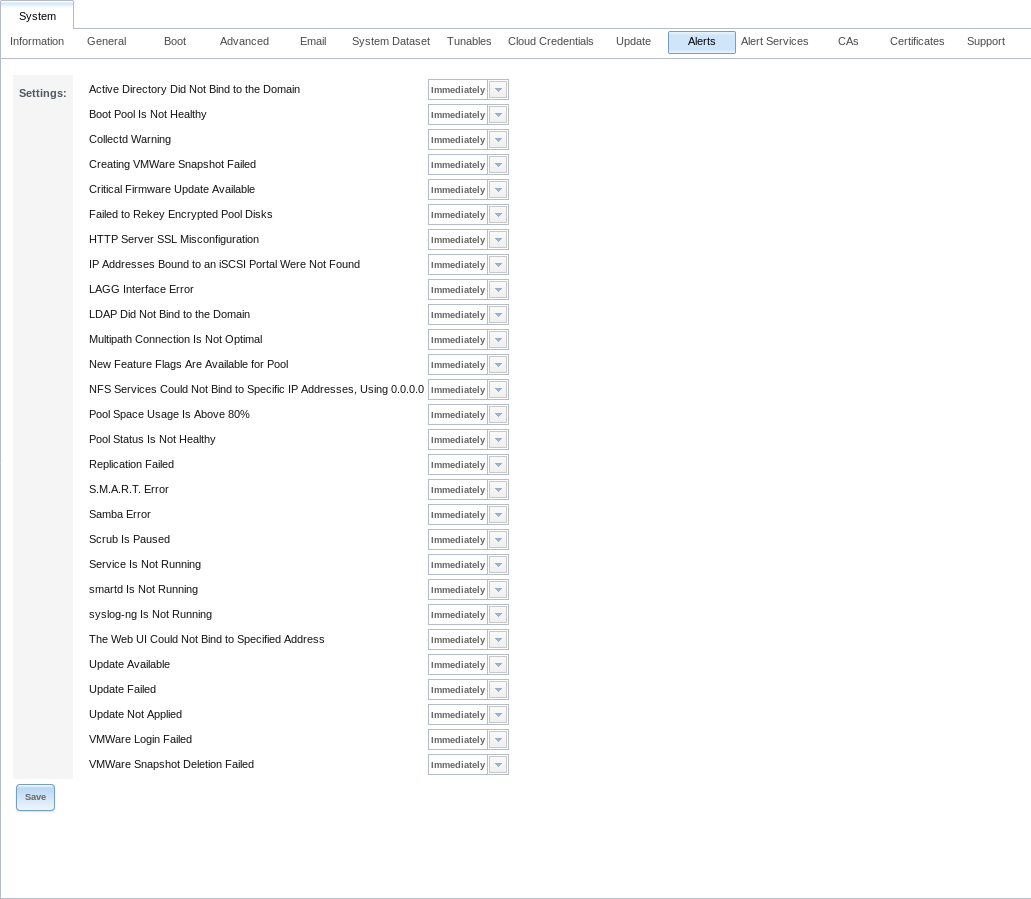 System
Information General Boot Advanced Email System Dataset Tunables Cloud Credentials Update Alerts Alert Services CAs Certificates Support
Settings: Active Directory Did Not Bind to the Domain Immediately
Boot Pool Is Not Healthy Immediately
Collectd Warning Immediately
Creating VMWare Snapshot Failed Immediately
Critical Firmware Update Available Immediately
Failed to Rekey Encrypted Pool Disks Immediately
HTTP Server SSL Misconfiguration Immediately
IP Addresses Bound to an iSCSI Portal Were Not Found Immediately
LAGG Interface Error Immediately
LDAP Did Not Bind to the Domain Immediately
Multipath Connection Is Not Optimal Immediately
New Feature Flags Are Available for Pool Immediately
NFS Services Could Not Bind to Specific IP Addresses, Using 0.0.0.0 Immediately
Pool Space Usage Is Above 80% Immediately
Pool Status Is Not Healthy Immediately
Replication Failed Immediately
S.M.A.R.T. Error Immediately
Samba Error Immediately
Scrub Is Paused Immediately
Service Is Not Running Immediately
smartd Is Not Running Immediately
syslog-ng Is Not Running Immediately
The Web UI Could Not Bind to Specified Address Immediately
Update Available Immediately
Update Failed Immediately
Update Not Applied Immediately
VMWare Login Failed Immediately
VMWare Snapshot Deletion Failed Immediately
Save